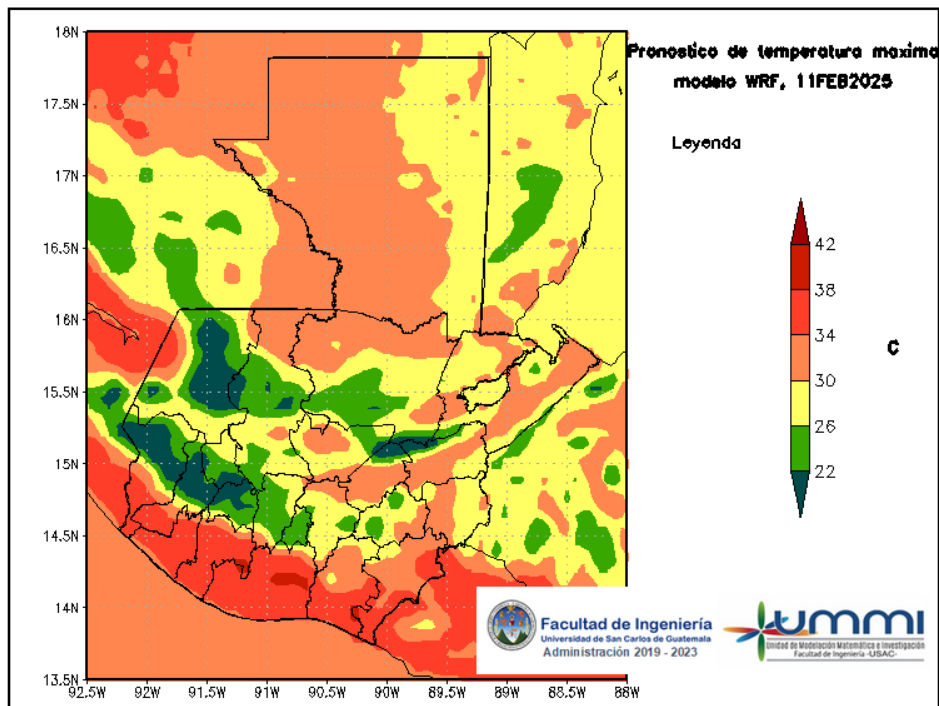 Pronostico de temperatura maxima
modelo WRF, 11FEB2025
Leyenda
42
38
34
30
26
22
C
18N
17.5N
17N
16.5N
16N
15.5N
15N
14.5N
14N
13.5N
92.5W 92W 91.5W 91W 90.5W 90W 89.5W 89W 88.5W 88W
Facultad de Ingeniería
Universidad de San Carlos de Guatemala
Administración 2019 - 2023
ummi
Unidad de Modelación Matemática e Investigación
Facultad de Ingeniería -USAC-